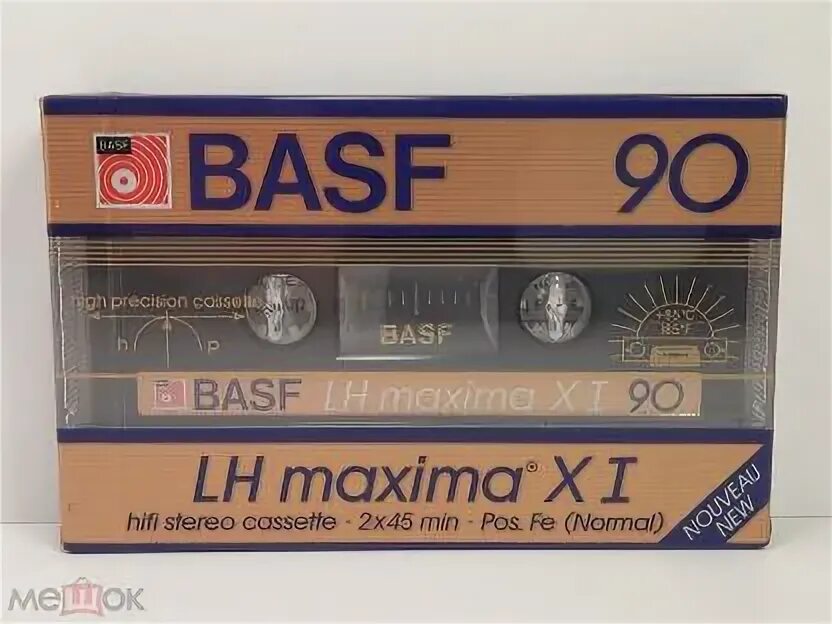 BASF
BASF 90
high precision cassette
h p
BASF
BASF LH maxima X I 90
LH maxima X I
hifi stereo cassette - 2x45 min - Pos. Fe (Normal)
NOUVEAU
NEW
мешок